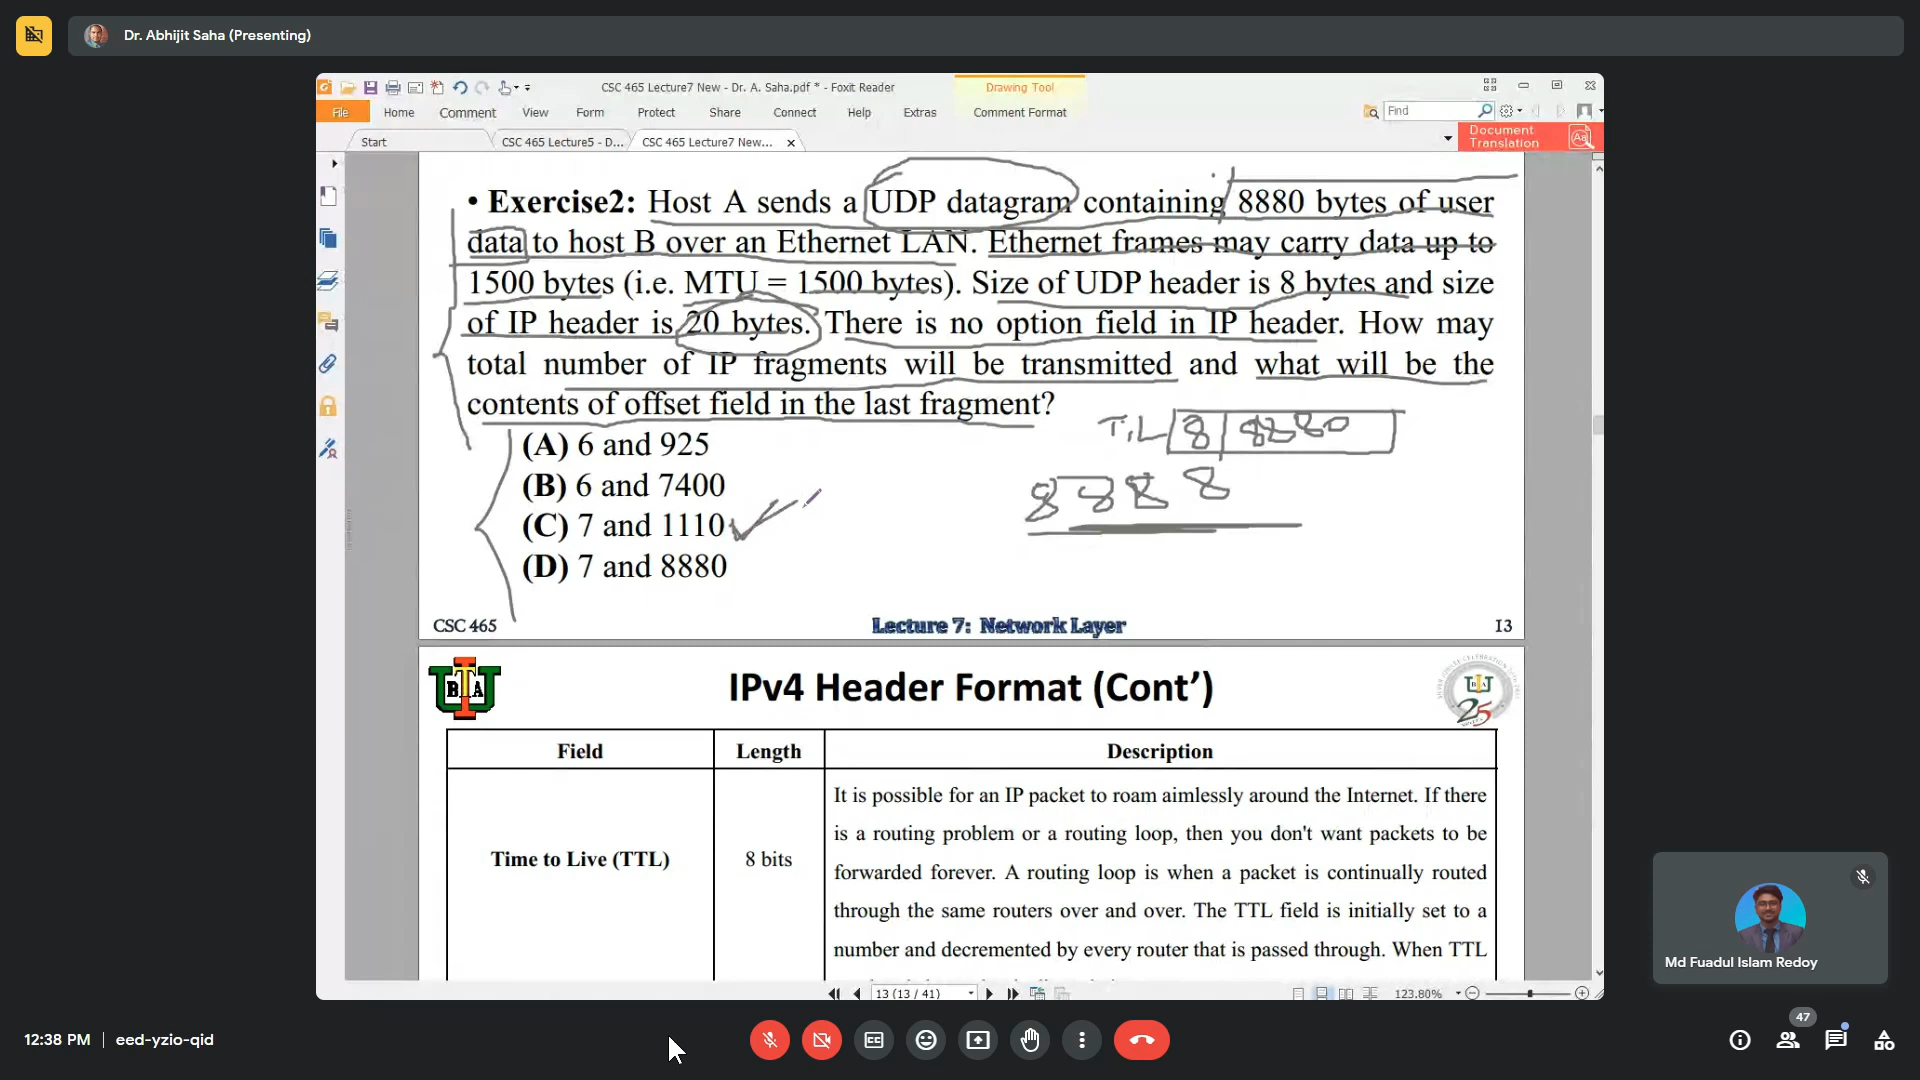 Dr. Abhijit Saha (Presenting)
CSC 465 Lecture7 New - Dr. A. Saha.pdf * - Foxit Reader
Drawing Tool
File Home Comment View Form Protect Share Connect Help Extras Comment Format
Find
Start CSC 465 Lecture5 - D... CSC 465 Lecture7 New...
Document
Translation
• Exercise2: Host A sends a UDP datagram containing 8880 bytes of user
data to host B over an Ethernet LAN. Ethernet frames may carry data up to
1500 bytes (i.e. MTU = 1500 bytes). Size of UDP header is 8 bytes and size
of IP header is 20 bytes. There is no option field in IP header. How may
total number of IP fragments will be transmitted and what will be the
contents of offset field in the last fragment?
T.L 8 8880
(A) 6 and 925
(B) 6 and 7400
8888
(C) 7 and 1110
(D) 7 and 8880
CSC 465 Lecture 7: Network Layer 13
UBIA
IPv4 Header Format (Cont’)
25
Field Length Description
Time to Live (TTL) 8 bits
It is possible for an IP packet to roam aimlessly around the Internet. If there
is a routing problem or a routing loop, then you don't want packets to be
forwarded forever. A routing loop is when a packet is continually routed
through the same routers over and over. The TTL field is initially set to a
number and decremented by every router that is passed through. When TTL
13 (13 / 41)
123.80%
Md Fuadul Islam Redoy
12:38 PM eed-yzio-qid
47